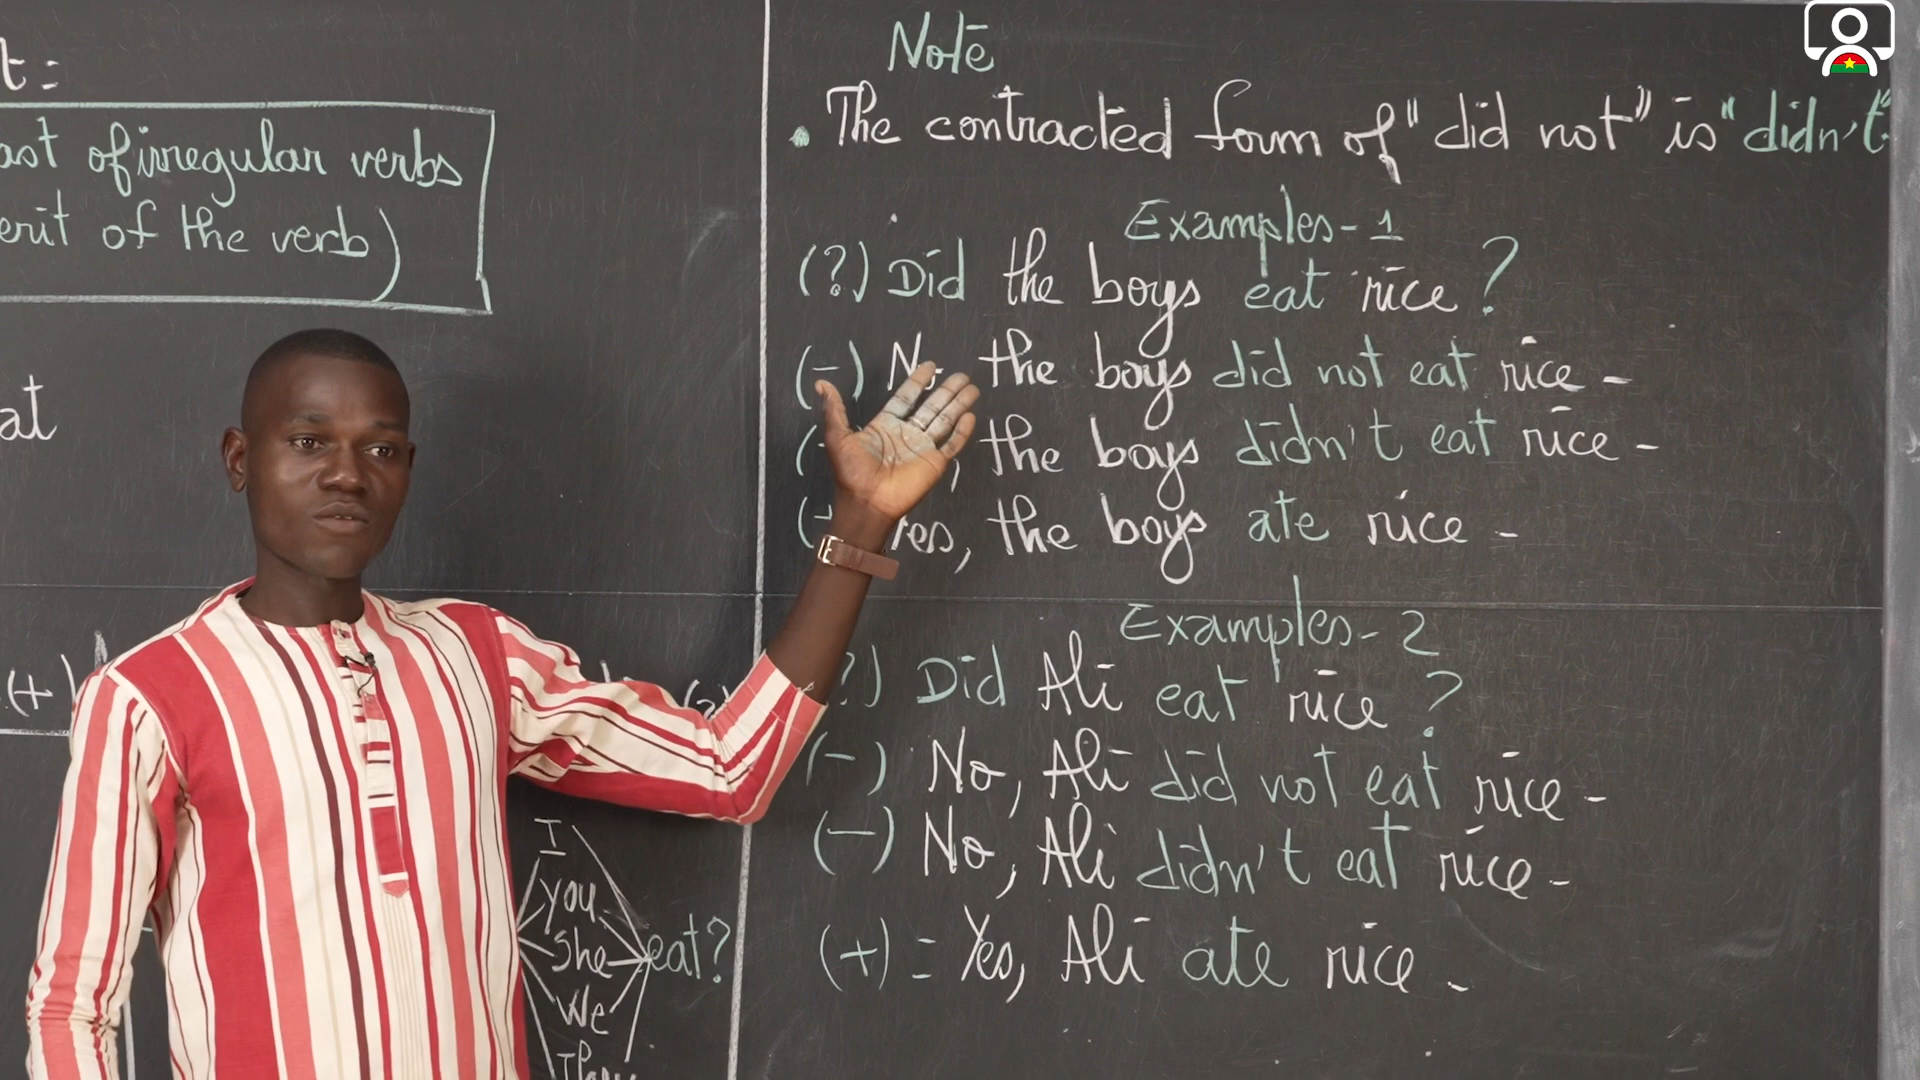 t:
of irregular verbs
of the verb)
at
(+)
I
you
She
We
eat?
Note
. The contracted form of "did not" is "didn't"
Examples-1
(?) Did the boys eat rice?
(-) No the boys did not eat rice -
, the boys didn't eat rice -
Yes, the boys ate rice -
Examples-2
?) Did Ali eat rice?
(-) No, Ali did not eat rice -
(-) No, Ali didn't eat rice -
(+) = Yes, Ali ate rice -